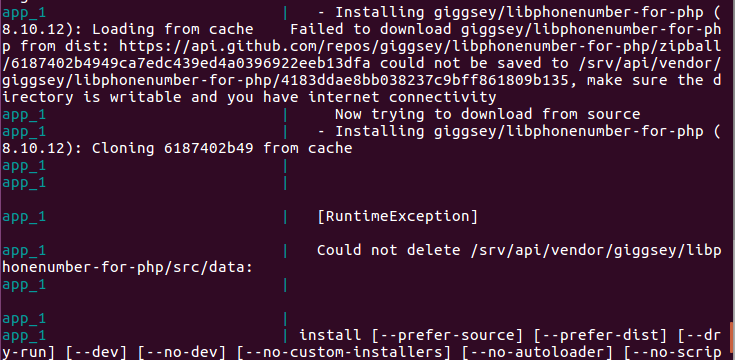 app_1 | - Installing giggsey/libphonenumber-for-php (
8.10.12): Loading from cache Failed to download giggsey/libphonenumber-for-ph
p from dist: https://api.github.com/repos/giggsey/libphonenumber-for-php/zipball
/6187402b4949ca7edc439ed4a0396922eeb13dfa could not be saved to /srv/api/vendor/
giggsey/libphonenumber-for-php/4183ddae8bb038237c9bff861809b135, make sure the d
irectory is writable and you have internet connectivity
app_1 | Now trying to download from source
app_1 | - Installing giggsey/libphonenumber-for-php (
8.10.12): Cloning 6187402b49 from cache
app_1 |
app_1 |
app_1 | [RuntimeException]
app_1 | Could not delete /srv/api/vendor/giggsey/libp
honenumber-for-php/src/data:
app_1 |
app_1 |
app_1 | install [--prefer-source] [--prefer-dist] [--dr
y-run] [--dev] [--no-dev] [--no-custom-installers] [--no-autoloader] [--no-scrip